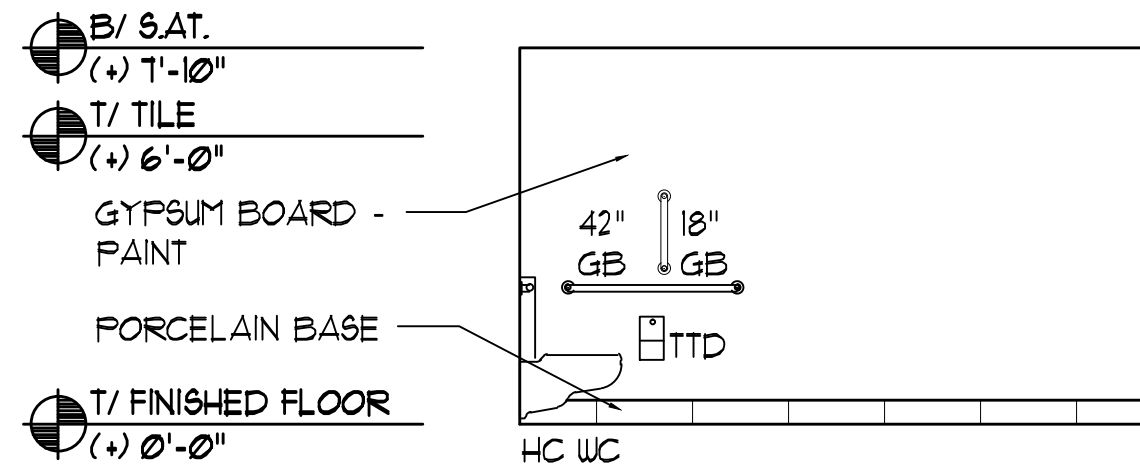 B/ S.A.T.
(+) 7'-10"
T/ TILE
(+) 6'-0"
GYPSUM BOARD -
PAINT
42" 18"
GB GB
PORCELAIN BASE
TTD
T/ FINISHED FLOOR
(+) 0'-0"
HC WC